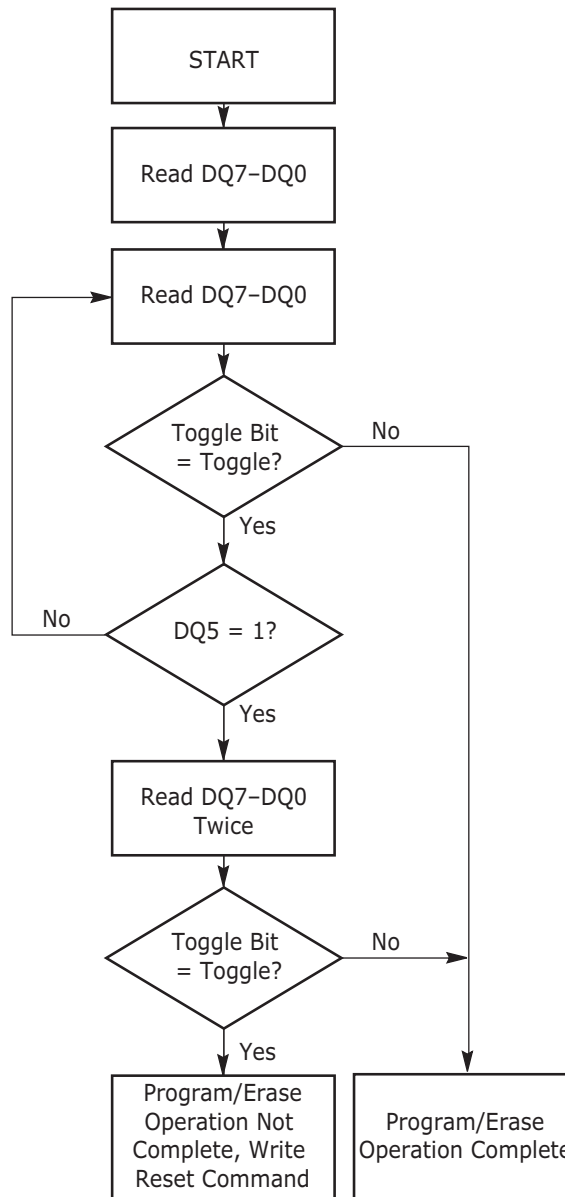 START
Read DQ7–DQ0
Read DQ7–DQ0
Toggle Bit
= Toggle?
No
Yes
No
DQ5 = 1?
Yes
Read DQ7–DQ0
Twice
Toggle Bit
= Toggle?
No
Yes
Program/Erase
Operation Not
Complete, Write
Reset Command
Program/Erase
Operation Complete